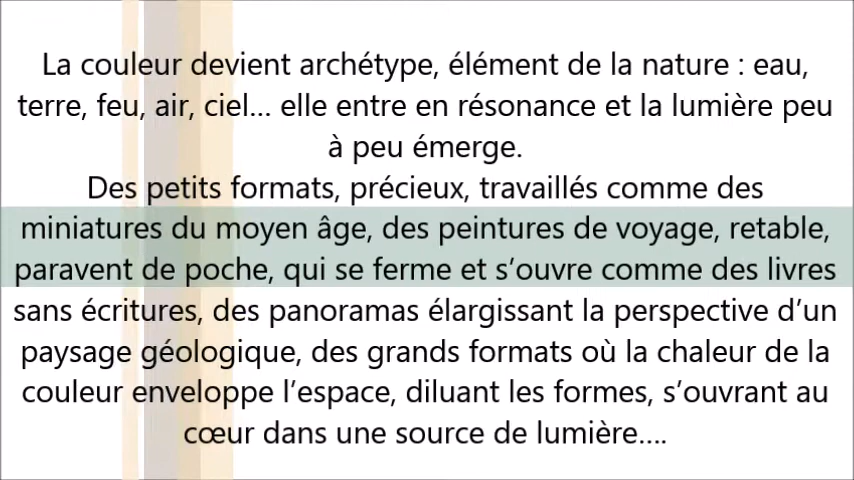 La couleur devient archétype, élément de la nature : eau,
terre, feu, air, ciel... elle entre en résonance et la lumière peu
à peu émerge.
Des petits formats, précieux, travaillés comme des
miniatures du moyen âge, des peintures de voyage, retable,
paravent de poche, qui se ferme et s’ouvre comme des livres
sans écritures, des panoramas élargissant la perspective d’un
paysage géologique, des grands formats où la chaleur de la
couleur enveloppe l’espace, diluant les formes, s’ouvrant au
cœur dans une source de lumière....